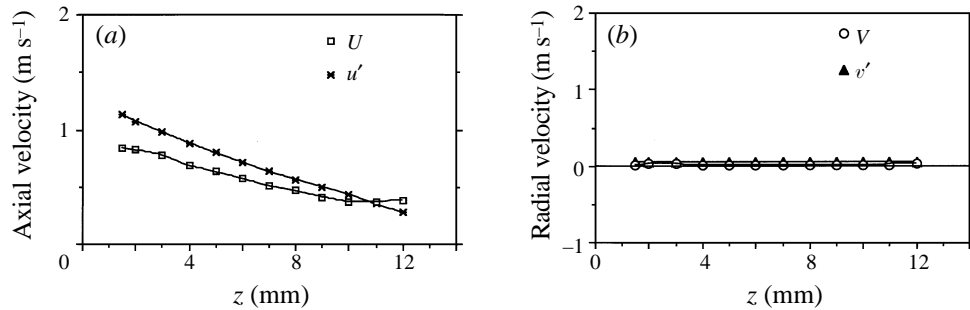 (a)
U
u′
Axial velocity (m s–1)
2
1
0
4
8
12
z (mm)
(b)
V
v′
Radial velocity (m s–1)
2
1
0
–1
0
4
8
12
z (mm)